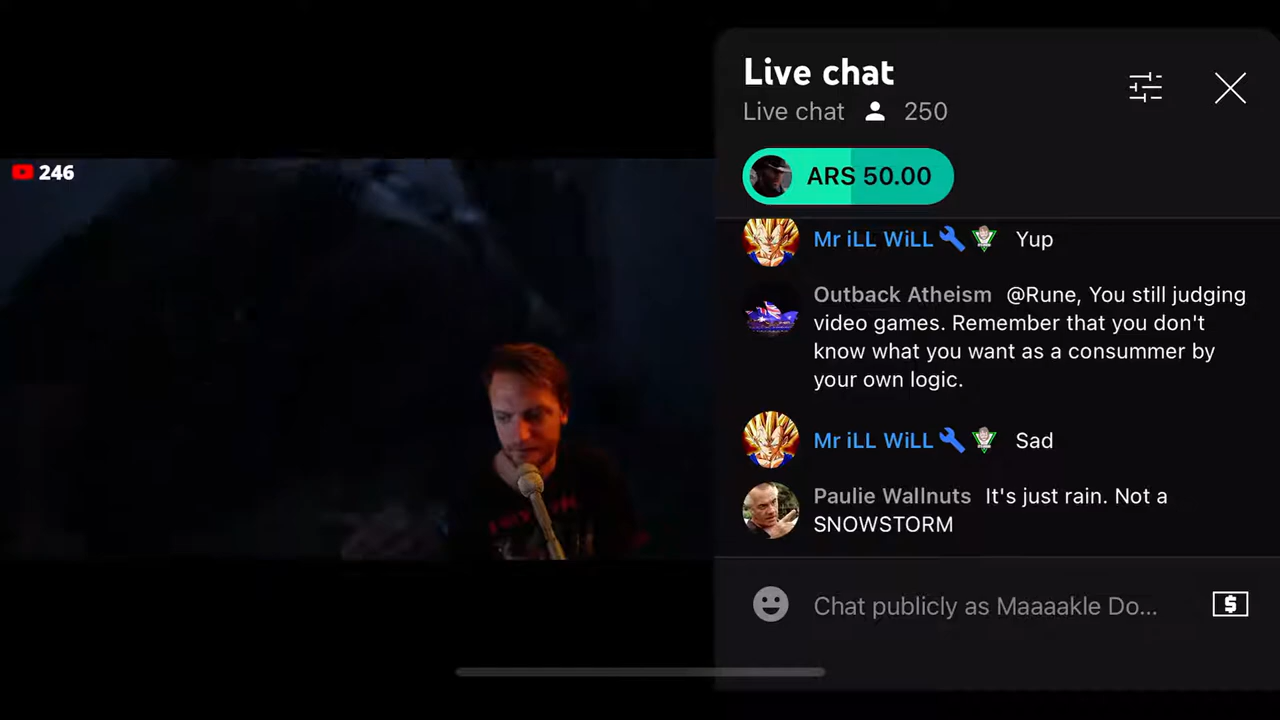 246
Live chat
Live chat 250
ARS 50.00
Mr iLL WiLL Yup
Outback Atheism @Rune, You still judging
video games. Remember that you don't
know what you want as a consummer by
your own logic.
Mr iLL WiLL Sad
Paulie Wallnuts It's just rain. Not a
SNOWSTORM
Chat publicly as Maaaakle Do...
$